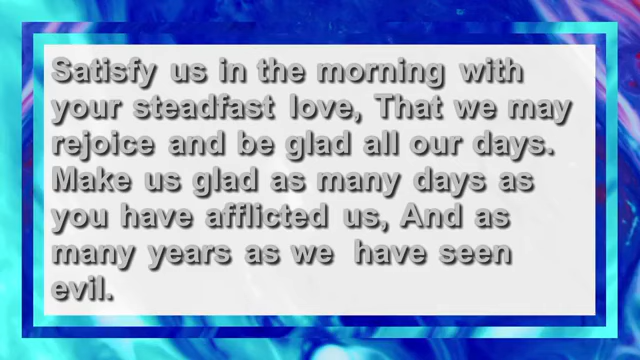 Satisfy us in the morning with
your steadfast love, That we may
rejoice and be glad all our days.
Make us glad as many days as
you have afflicted us, And as
many years as we have seen
evil.